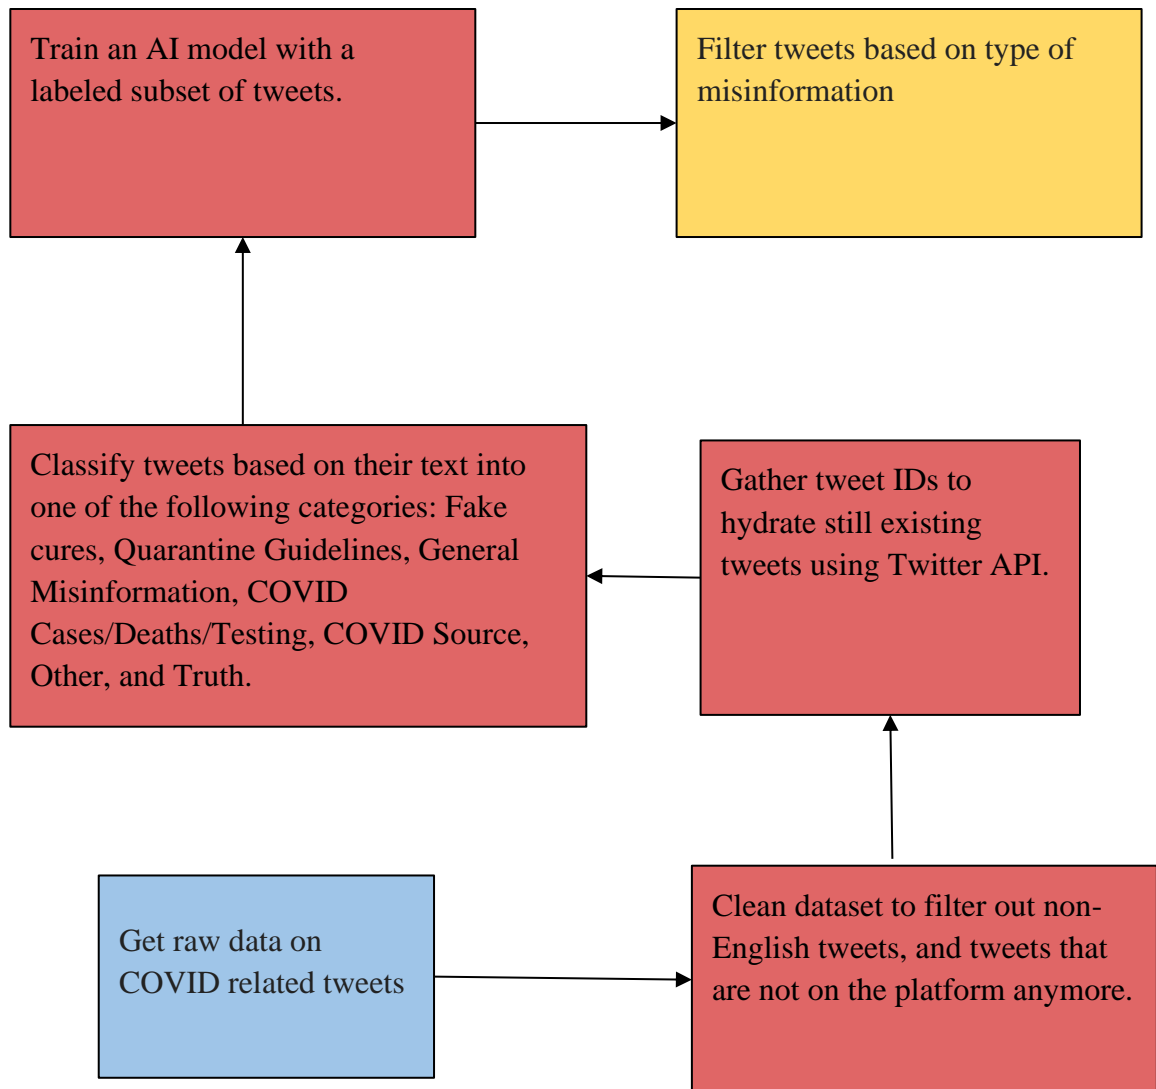 Train an AI model with a
labeled subset of tweets.
Filter tweets based on type of
misinformation
Classify tweets based on their text into
one of the following categories: Fake
cures, Quarantine Guidelines, General
Misinformation, COVID
Cases/Deaths/Testing, COVID Source,
Other, and Truth.
Gather tweet IDs to
hydrate still existing
tweets using Twitter API.
Get raw data on
COVID related tweets
Clean dataset to filter out non-
English tweets, and tweets that
are not on the platform anymore.